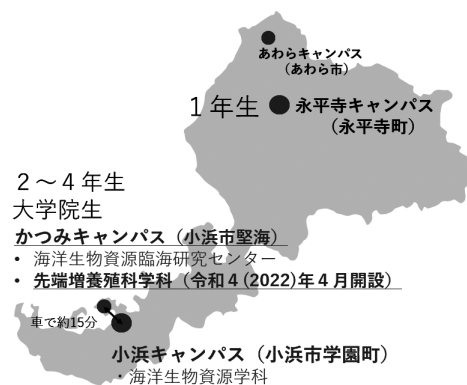 あわらキャンパス
（あわら市）
１年生
永平寺キャンパス
（永平寺町）
２～４年生
大学院生
かつみキャンパス（小浜市堅海）
• 海洋生物資源臨海研究センター
• 先端増養殖科学科（令和４(2022)年４月開設）
車で約15分
小浜キャンパス（小浜市学園町）
・海洋生物資源学科